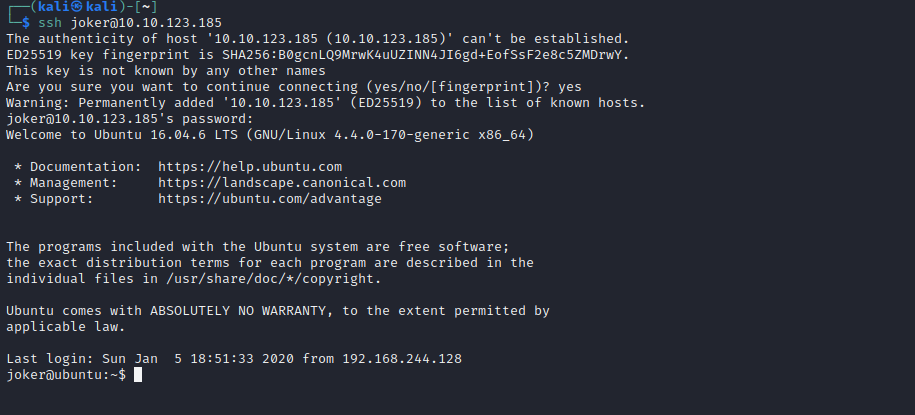 ┌──(kali㉿kali)-[~]
└─$ ssh joker@10.10.123.185
The authenticity of host '10.10.123.185 (10.10.123.185)' can't be established.
ED25519 key fingerprint is SHA256:B0gcnLQ9MrwK4uUZINN4JI6gd+EofSsF2e8c5ZMDrwY.
This key is not known by any other names
Are you sure you want to continue connecting (yes/no/[fingerprint])? yes
Warning: Permanently added '10.10.123.185' (ED25519) to the list of known hosts.
joker@10.10.123.185's password:
Welcome to Ubuntu 16.04.6 LTS (GNU/Linux 4.4.0-170-generic x86_64)

 * Documentation:  https://help.ubuntu.com
 * Management:     https://landscape.canonical.com
 * Support:        https://ubuntu.com/advantage

The programs included with the Ubuntu system are free software;
the exact distribution terms for each program are described in the
individual files in /usr/share/doc/*/copyright.

Ubuntu comes with ABSOLUTELY NO WARRANTY, to the extent permitted by
applicable law.

Last login: Sun Jan  5 18:51:33 2020 from 192.168.244.128
joker@ubuntu:~$